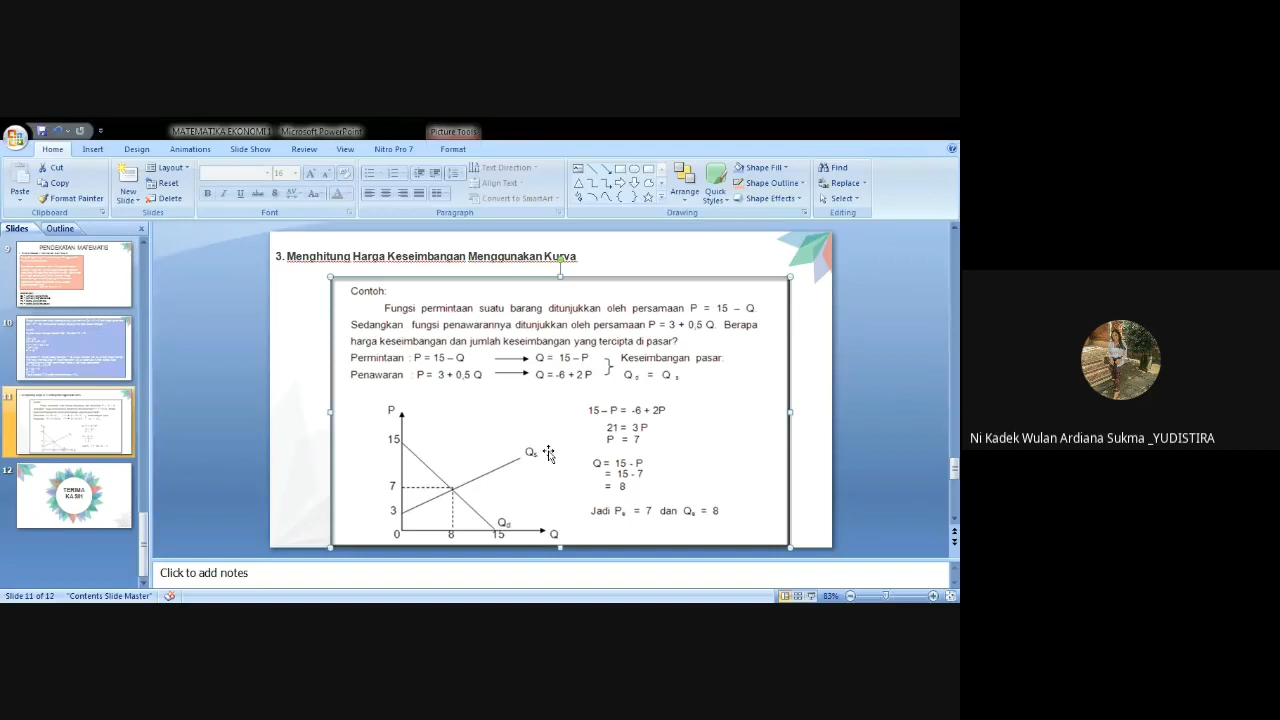 MATEMATIKA EKONOMI 1
Microsoft PowerPoint
Picture Tools
Home Insert Design Animations Slide Show Review View Nitro Pro 7 Format
Cut
Copy
Format Painter
Paste
Clipboard
New
Slide
Layout
Reset
Delete
Slides
16
Font
Text Direction
Align Text
Convert to SmartArt
Paragraph
Arrange
Quick
Styles
Shape Fill
Shape Outline
Shape Effects
Drawing
Find
Replace
Select
Editing
Slides Outline
9
PENDEKATAN MATEMATIS
10
11
12
TERIMA
KASIH
3. Menghitung Harga Keseimbangan Menggunakan Kurva
Contoh:
Fungsi permintaan suatu barang ditunjukkan oleh persamaan P = 15 – Q.
Sedangkan fungsi penawarannya ditunjukkan oleh persamaan P = 3 + 0,5 Q. Berapa
harga keseimbangan dan jumlah keseimbangan yang tercipta di pasar?
Permintaan : P = 15 – Q Q = 15 – P Keseimbangan pasar:
Penawaran : P = 3 + 0,5 Q Q = -6 + 2 P Q d = Q s
P
15
7
3
0
8
15
Q
Qs
Qd
15 – P = -6 + 2P
21 = 3 P
P = 7
Q = 15 - P
= 15 - 7
= 8
Jadi Pe = 7 dan Qe = 8
Click to add notes
Slide 11 of 12 "Contents Slide Master" 83%
Ni Kadek Wulan Ardiana Sukma _YUDISTIRA